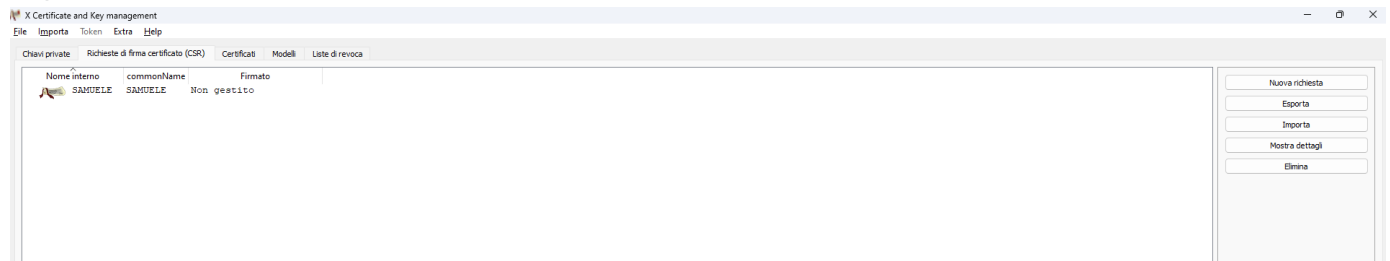 X Certificate and Key management
File Importa Token Extra Help
Chiavi private Richieste di firma certificato (CSR) Certificati Modelli Liste di revoca
Nome interno commonName Firmato
SAMUELE SAMUELE Non gestito
Nuova richiesta
Esporta
Importa
Mostra dettagli
Elimina